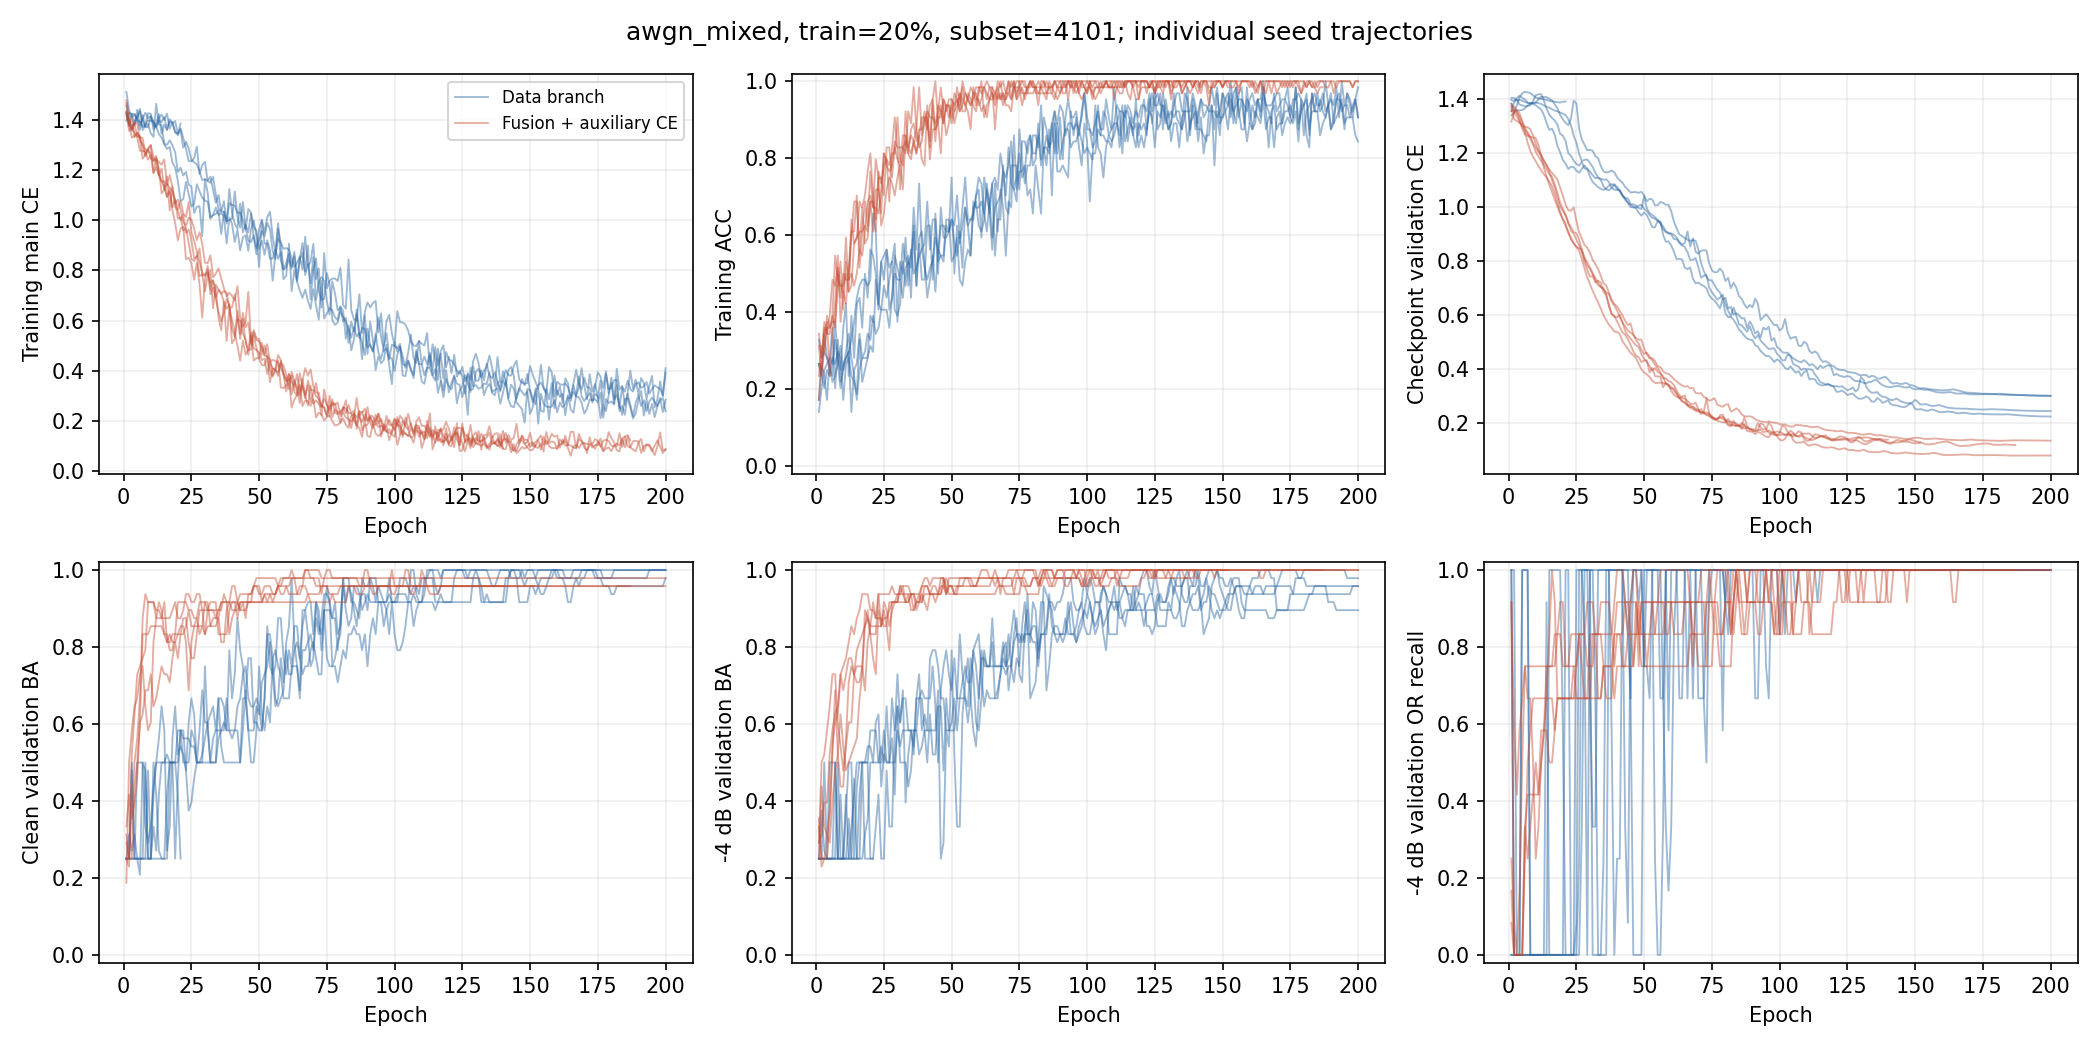 awgn_mixed, train=20%, subset=4101; individual seed trajectories
Training main CE
1.4
1.2
1.0
0.8
0.6
0.4
0.2
0.0
Data branch
Fusion + auxiliary CE
0 25 50 75 100 125 150 175 200
Epoch
Training ACC
1.0
0.8
0.6
0.4
0.2
0.0
0 25 50 75 100 125 150 175 200
Epoch
Checkpoint validation CE
1.4
1.2
1.0
0.8
0.6
0.4
0.2
0 25 50 75 100 125 150 175 200
Epoch
Clean validation BA
1.0
0.8
0.6
0.4
0.2
0.0
0 25 50 75 100 125 150 175 200
Epoch
-4 dB validation BA
1.0
0.8
0.6
0.4
0.2
0.0
0 25 50 75 100 125 150 175 200
Epoch
-4 dB validation OR recall
1.0
0.8
0.6
0.4
0.2
0.0
0 25 50 75 100 125 150 175 200
Epoch